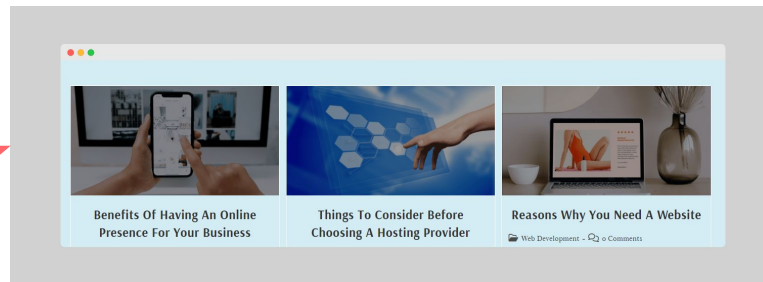 Benefits Of Having An Online
Presence For Your Business
Things To Consider Before
Choosing A Hosting Provider
Reasons Why You Need A Website
Web Development - 0 Comments